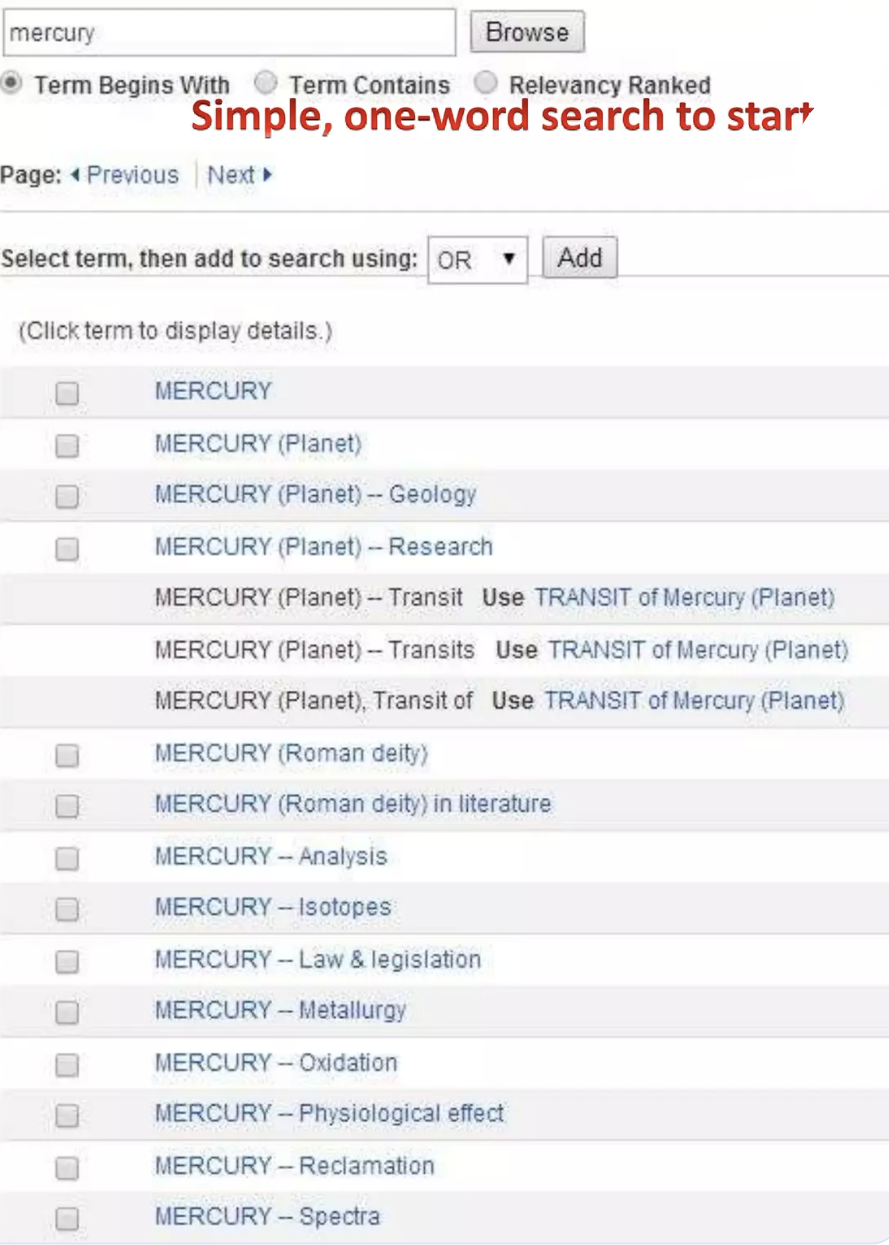 mercury Browse
Term Begins With Term Contains Relevancy Ranked
Simple, one-word search to start
Page: Previous Next
Select term, then add to search using: OR Add
(Click term to display details.)
MERCURY
MERCURY (Planet)
MERCURY (Planet) -- Geology
MERCURY (Planet) -- Research
MERCURY (Planet) -- Transit Use TRANSIT of Mercury (Planet)
MERCURY (Planet) -- Transits Use TRANSIT of Mercury (Planet)
MERCURY (Planet), Transit of Use TRANSIT of Mercury (Planet)
MERCURY (Roman deity)
MERCURY (Roman deity) in literature
MERCURY -- Analysis
MERCURY -- Isotopes
MERCURY -- Law & legislation
MERCURY -- Metallurgy
MERCURY -- Oxidation
MERCURY -- Physiological effect
MERCURY -- Reclamation
MERCURY -- Spectra